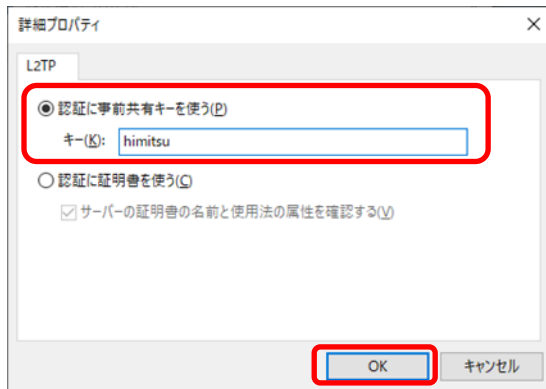 詳細プロパティ
L2TP
認証に事前共有キーを使う(P)
キー(K): himitsu
認証に証明書を使う(C)
サーバーの証明書の名前と使用法の属性を確認する(V)
OK キャンセル